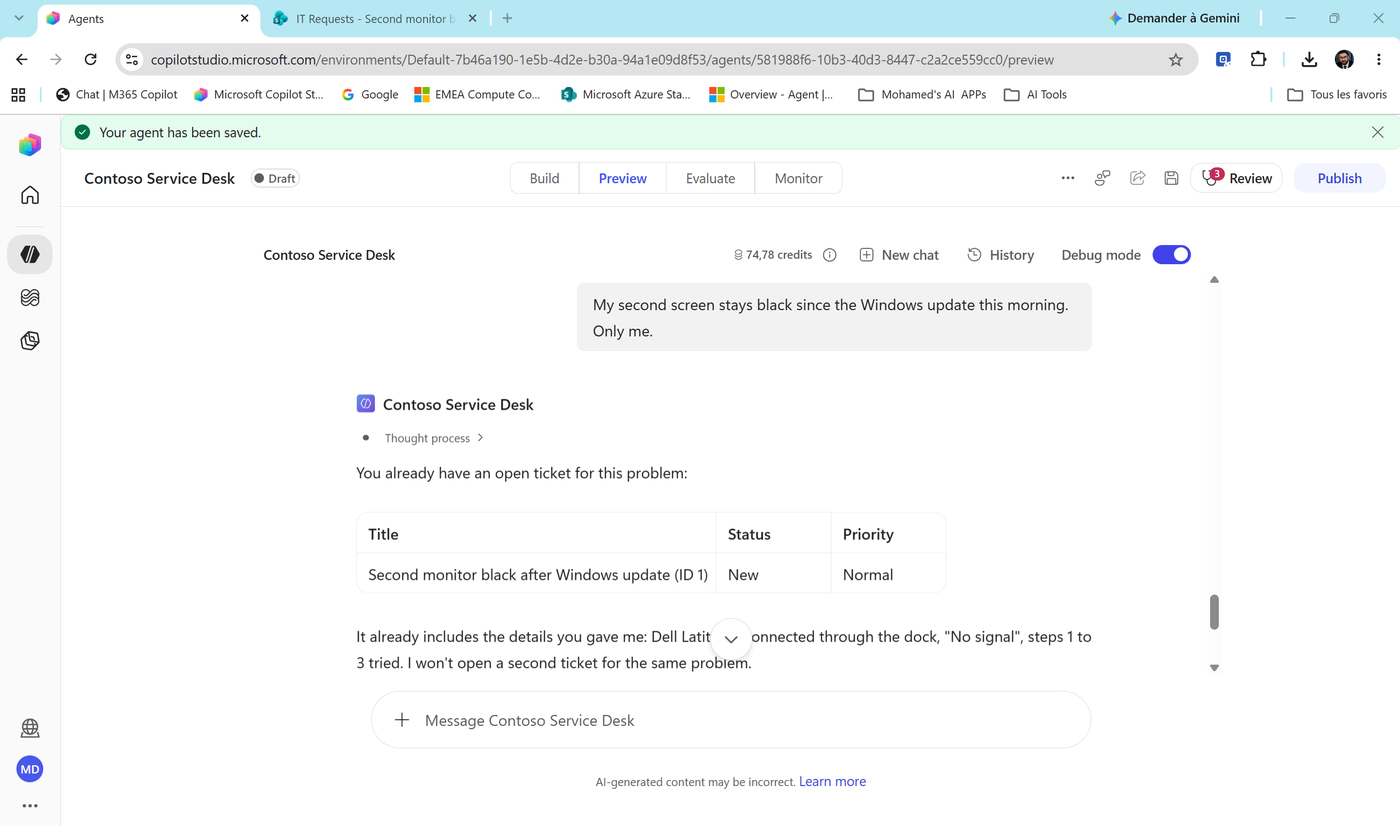 Agents
IT Requests - Second monitor b
Demander à Gemini
copilotstudio.microsoft.com/environments/Default-7b46a190-1e5b-4d2e-b30a-94a1e09d8f53/agents/581988f6-10b3-40d3-8447-c2a2ce559cc0/preview
Chat | M365 Copilot
Microsoft Copilot St...
Google
EMEA Compute Co...
Microsoft Azure Sta...
Overview - Agent |...
Mohamed's AI APPs
AI Tools
Tous les favoris
Your agent has been saved.
Contoso Service Desk
Draft
Build
Preview
Evaluate
Monitor
3
Review
Publish
Contoso Service Desk
74,78 credits
New chat
History
Debug mode
My second screen stays black since the Windows update this morning.
Only me.
Contoso Service Desk
Thought process
You already have an open ticket for this problem:
Title Status Priority
Second monitor black after Windows update (ID 1) New Normal
It already includes the details you gave me: Dell Latit onnected through the dock, "No signal", steps 1 to
3 tried. I won't open a second ticket for the same problem.
Message Contoso Service Desk
AI-generated content may be incorrect. Learn more
MD